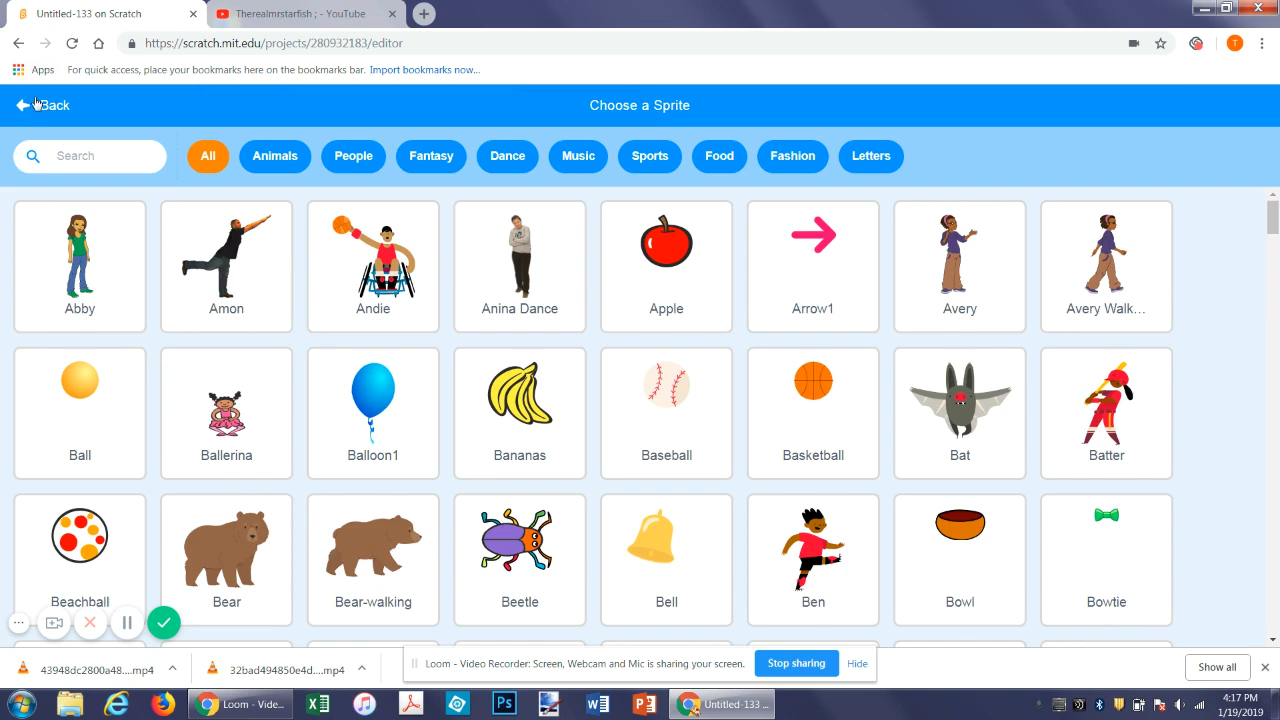 Untitled-133 on Scratch
Therealmrstarfish ; - YouTube
https://scratch.mit.edu/projects/280932183/editor
Apps
For quick access, place your bookmarks here on the bookmarks bar. Import bookmarks now...
Back
Choose a Sprite
Search
All
Animals
People
Fantasy
Dance
Music
Sports
Food
Fashion
Letters
Abby
Amon
Andie
Anina Dance
Apple
Arrow1
Avery
Avery Walk...
Ball
Ballerina
Balloon1
Bananas
Baseball
Basketball
Bat
Batter
Beachball
Bear
Bear-walking
Beetle
Bell
Ben
Bowl
Bowtie
43948dc2800a48....mp4
32bad494850e4d....mp4
Loom - Video Recorder: Screen, Webcam and Mic is sharing your screen.
Stop sharing
Hide
Show all
Loom - Vide...
Untitled-133 ...
4:17 PM
1/19/2019